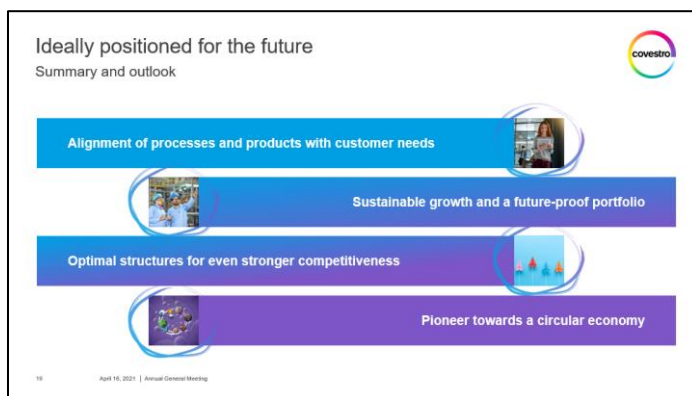 Ideally positioned for the future
Summary and outlook
covestro
Alignment of processes and products with customer needs
Sustainable growth and a future-proof portfolio
Optimal structures for even stronger competitiveness
Pioneer towards a circular economy
19 April 16, 2021 | Annual General Meeting